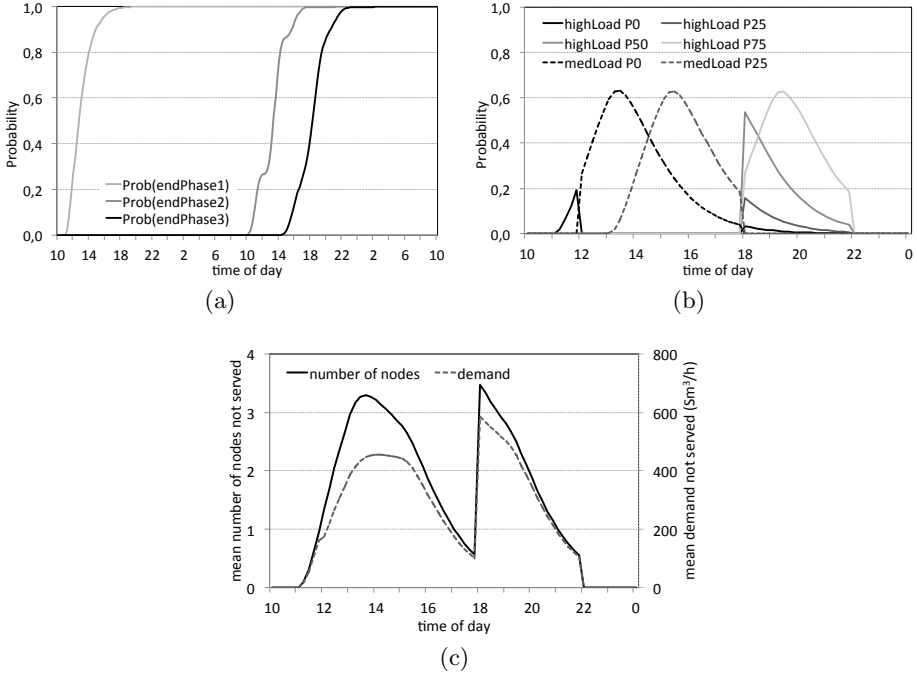 1,0
0,8
0,6
0,4
0,2
0,0
Probability
Prob(endPhase1)
Prob(endPhase2)
Prob(endPhase3)
10 14 18 22 2 6 10 14 18 22 2 6 10
time of day
(a)
1,0
0,8
0,6
0,4
0,2
0,0
Probability
highLoad P0 highLoad P25
highLoad P50 highLoad P75
medLoad P0 medLoad P25
10 12 14 16 18 20 22 0
time of day
(b)
4
3
2
1
0
mean number of nodes not served
number of nodes demand
800
600
400
200
0
mean demand not served (Sm³/h)
10 12 14 16 18 20 22 0
time of day
(c)